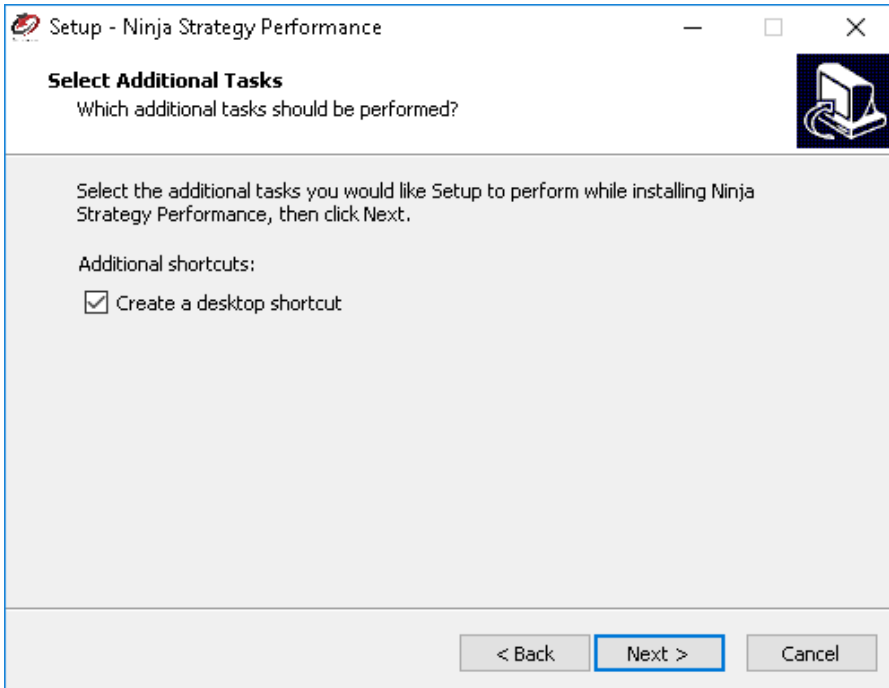 Setup - Ninja Strategy Performance
Select Additional Tasks
Which additional tasks should be performed?
Select the additional tasks you would like Setup to perform while installing Ninja
Strategy Performance, then click Next.
Additional shortcuts:
Create a desktop shortcut
< Back
Next >
Cancel